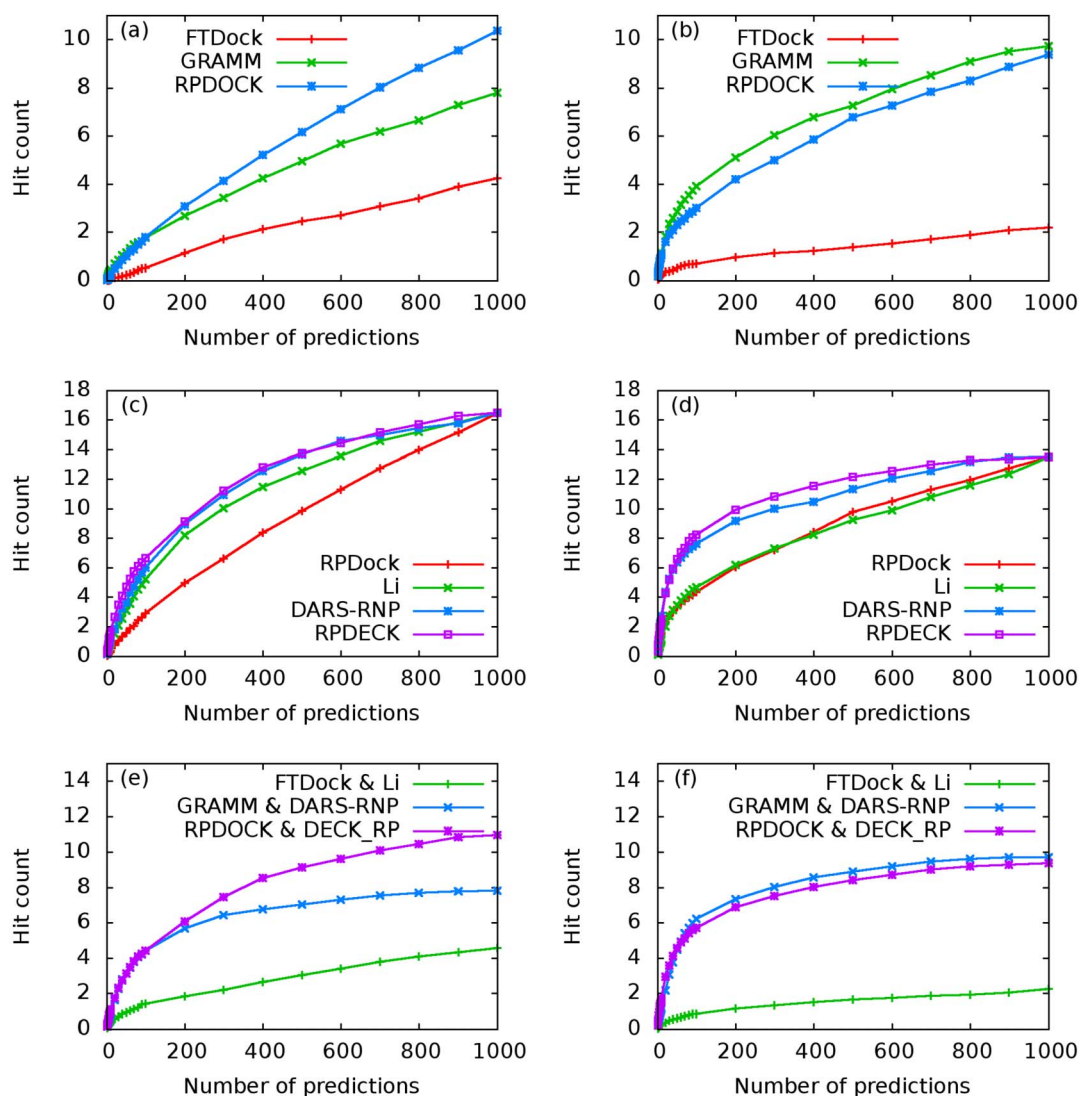 (a)
FTDock
GRAMM
RPDOCK
Hit count
10
8
6
4
2
0
0 200 400 600 800 1000
Number of predictions
(b)
FTDock
GRAMM
RPDOCK
Hit count
10
8
6
4
2
0
0 200 400 600 800 1000
Number of predictions
(c)
RPDock
Li
DARS-RNP
RPDECK
Hit count
18
16
14
12
10
8
6
4
2
0
0 200 400 600 800 1000
Number of predictions
(d)
RPDock
Li
DARS-RNP
RPDECK
Hit count
18
16
14
12
10
8
6
4
2
0
0 200 400 600 800 1000
Number of predictions
(e)
FTDock & Li
GRAMM & DARS-RNP
RPDOCK & DECK_RP
Hit count
14
12
10
8
6
4
2
0
0 200 400 600 800 1000
Number of predictions
(f)
FTDock & Li
GRAMM & DARS-RNP
RPDOCK & DECK_RP
Hit count
14
12
10
8
6
4
2
0
0 200 400 600 800 1000
Number of predictions